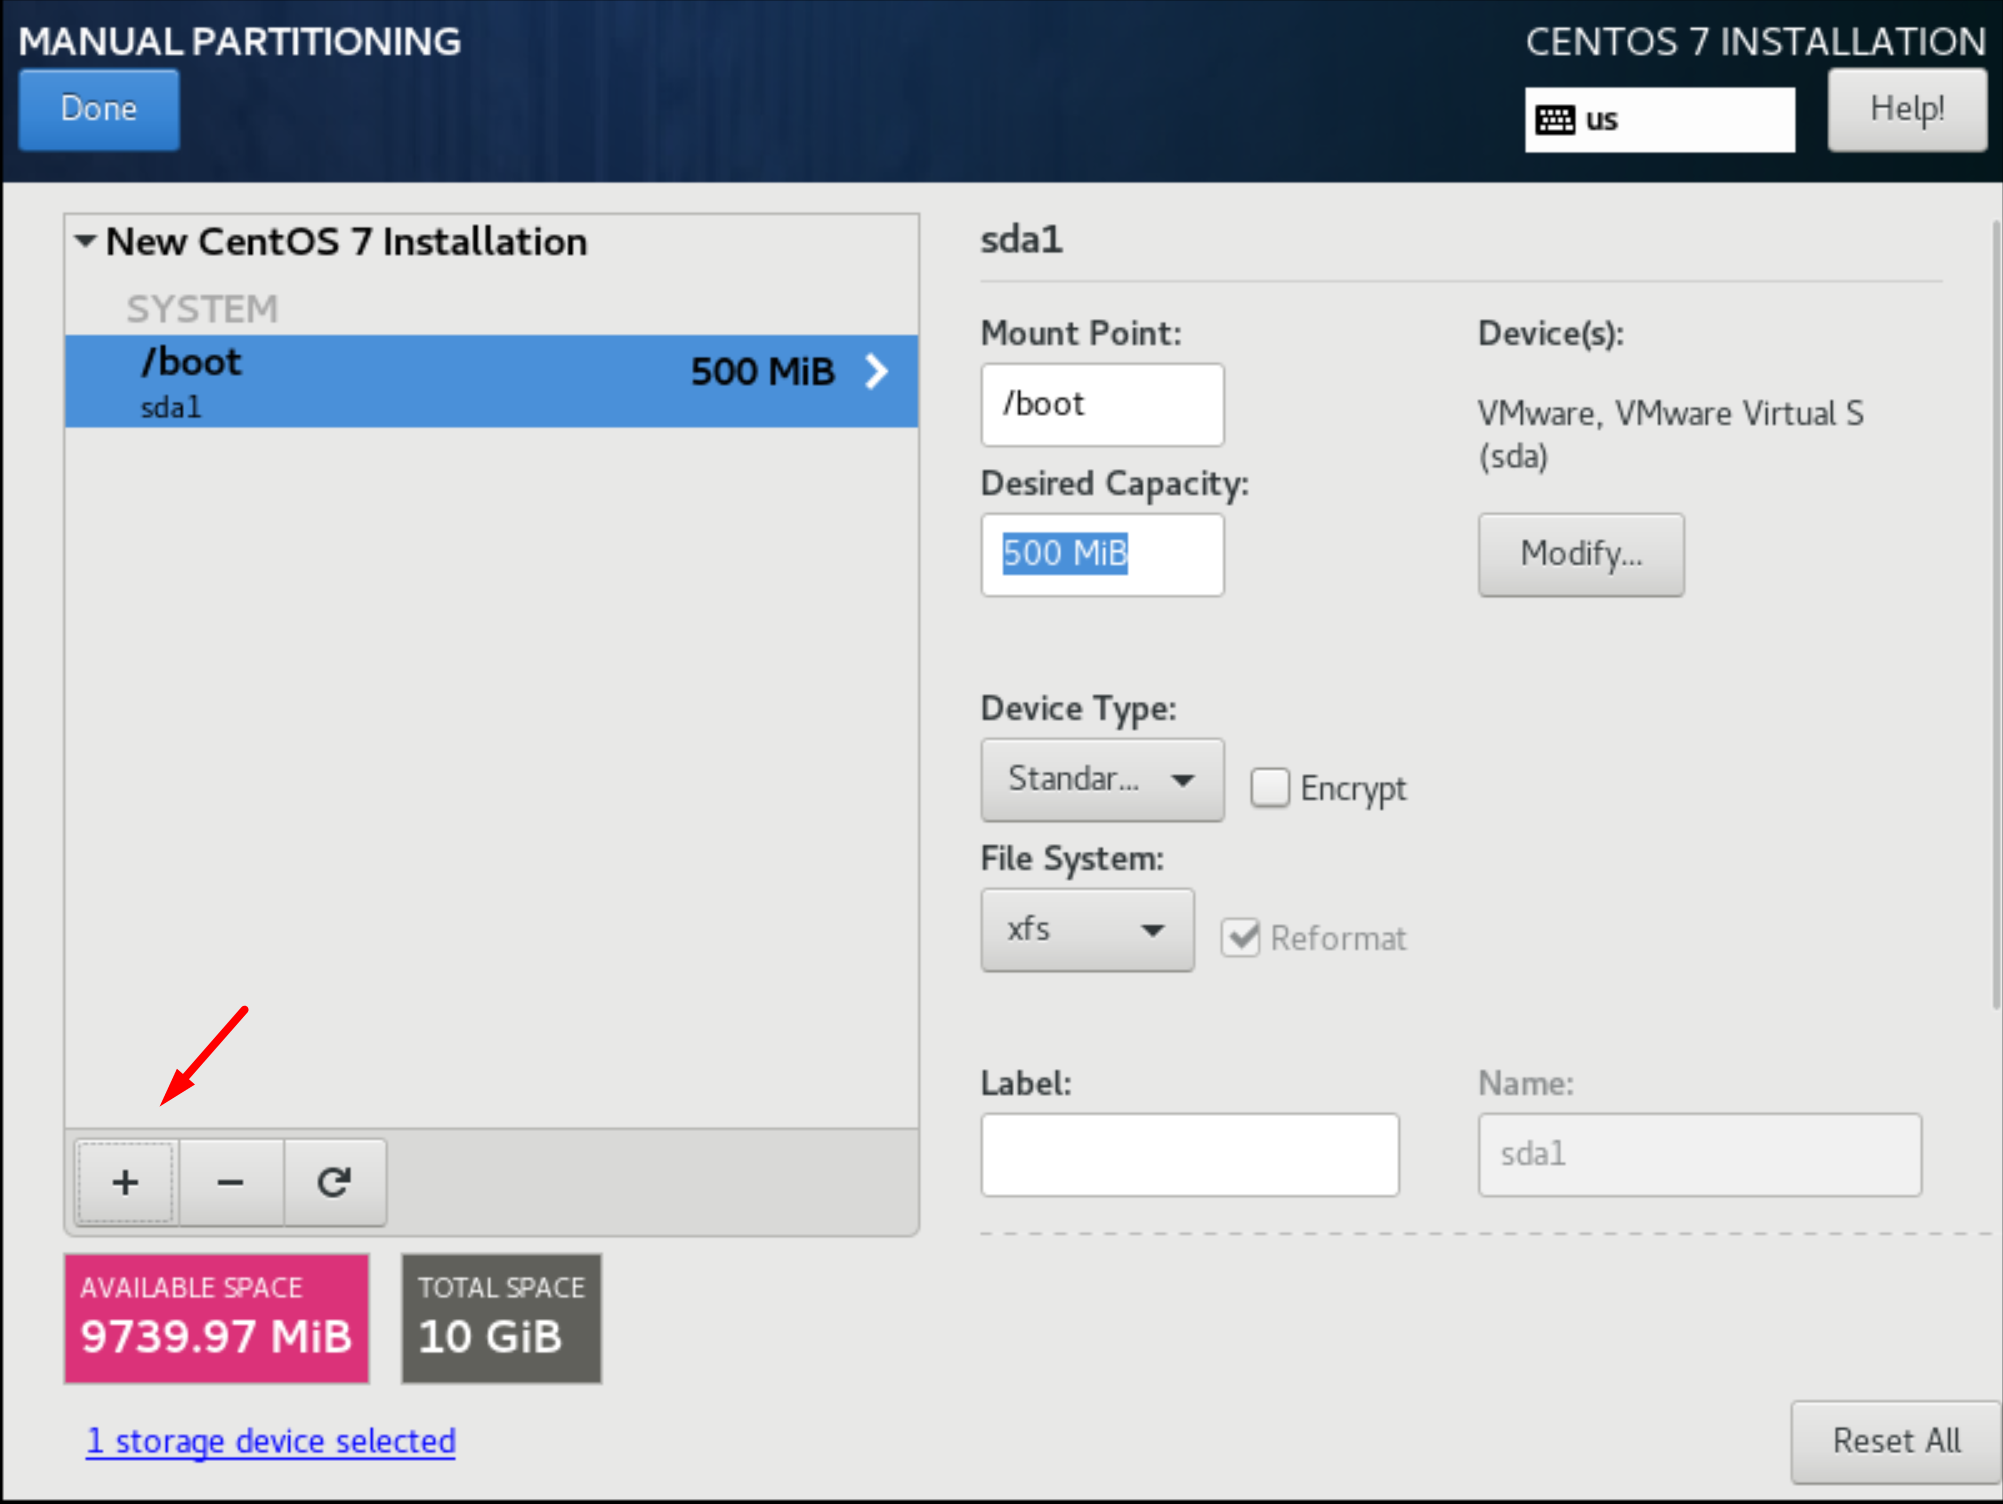 MANUAL PARTITIONING
CENTOS 7 INSTALLATION
Done
us
Help!
New CentOS 7 Installation
SYSTEM
/boot
500 MiB
sda1
+
−
sda1
Mount Point:
Device(s):
/boot
VMware, VMware Virtual S
(sda)
Desired Capacity:
500 MiB
Modify...
Device Type:
Standar...
Encrypt
File System:
xfs
Reformat
Label:
Name:
sda1
AVAILABLE SPACE
9739.97 MiB
TOTAL SPACE
10 GiB
1 storage device selected
Reset All